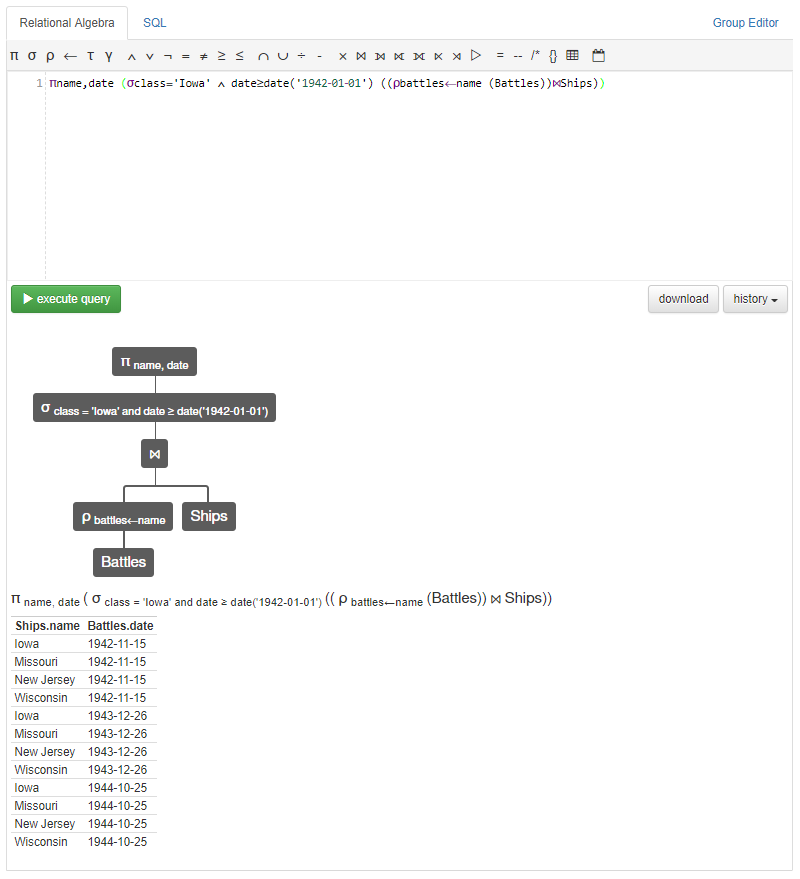 Relational Algebra SQL Group Editor
π σ ρ ← τ γ ∧ ∨ ¬ = ≠ ≥ ≤ ∩ ∪ ÷ - × ⋈ ⟕ ⟖ ⟗ ⋉ ⋊ ▷ = -- /* {}
1 πname,date (σclass='Iowa' ∧ date≥date('1942-01-01') ((ρbattles←name (Battles))⋈Ships))
execute query download history
π name, date
σ class = 'Iowa' and date ≥ date('1942-01-01')
⋈
ρ battles←name Ships
Battles
π name, date ( σ class = 'Iowa' and date ≥ date('1942-01-01') (( ρ battles←name (Battles)) ⋈ Ships))
Ships.name Battles.date
Iowa 1942-11-15
Missouri 1942-11-15
New Jersey 1942-11-15
Wisconsin 1942-11-15
Iowa 1943-12-26
Missouri 1943-12-26
New Jersey 1943-12-26
Wisconsin 1943-12-26
Iowa 1944-10-25
Missouri 1944-10-25
New Jersey 1944-10-25
Wisconsin 1944-10-25